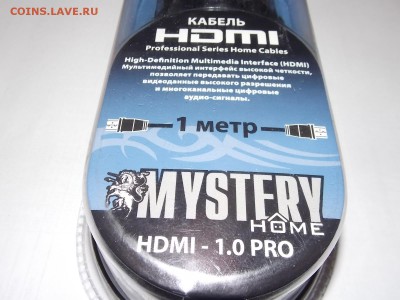 COINS.LAVE.RU
КАБЕЛЬ
HDMI
Professional Series Home Cables
High-Definition Multimedia Interface (HDMI)
Мультимедийный интерфейс высокой четкости,
позволяет передавать цифровые
видеоданные высокого разрешения
и многоканальные цифровые
аудио-сигналы.
1 метр
MYSTERY
HOME
HDMI - 1.0 PRO